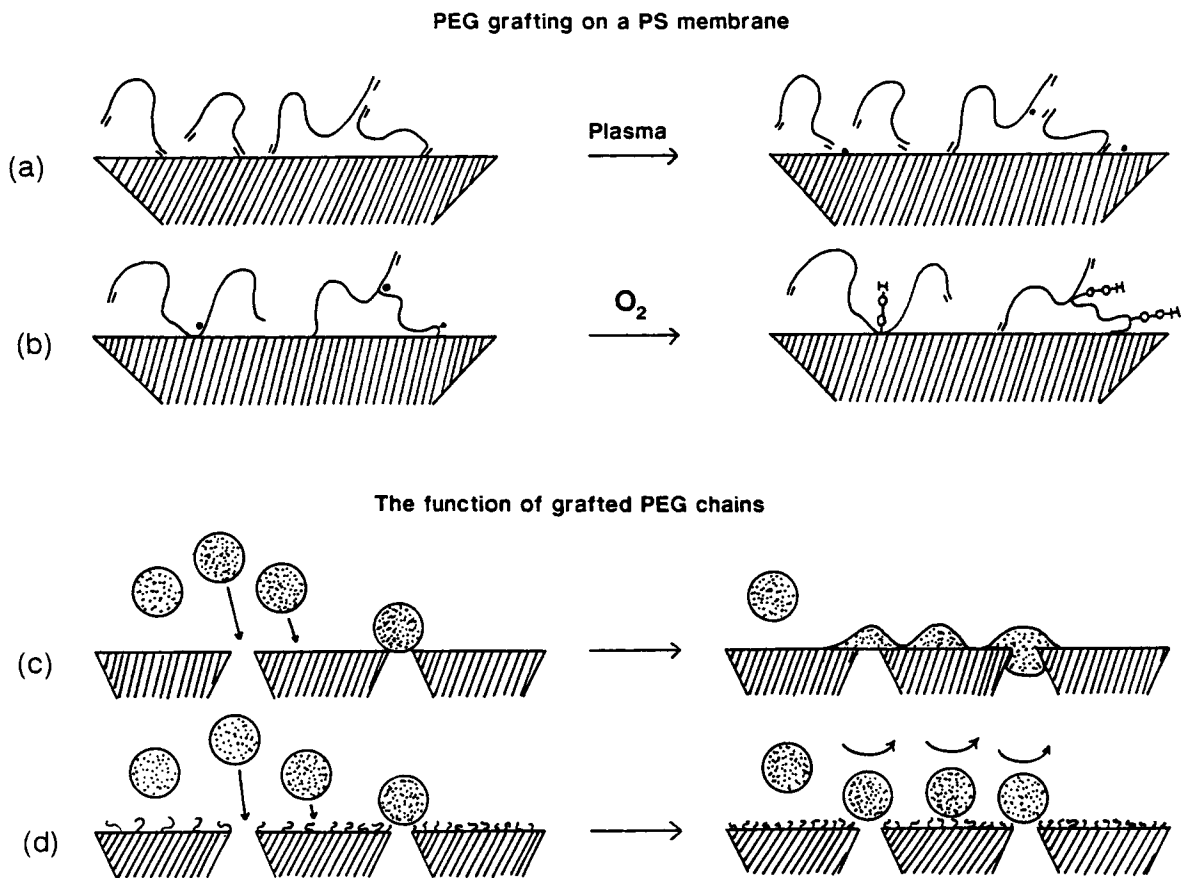 PEG grafting on a PS membrane
(a)
Plasma
(b)
O₂
H
O
O
O-O-H
O-O-H
The function of grafted PEG chains
(c)
(d)